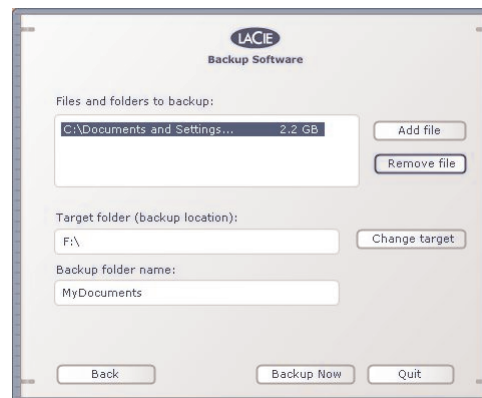 LACIE
Backup Software
Files and folders to backup:
C:\Documents and Settings... 2.2 GB
Add file
Remove file
Target folder (backup location):
F:\
Change target
Backup folder name:
MyDocuments
Back
Backup Now
Quit